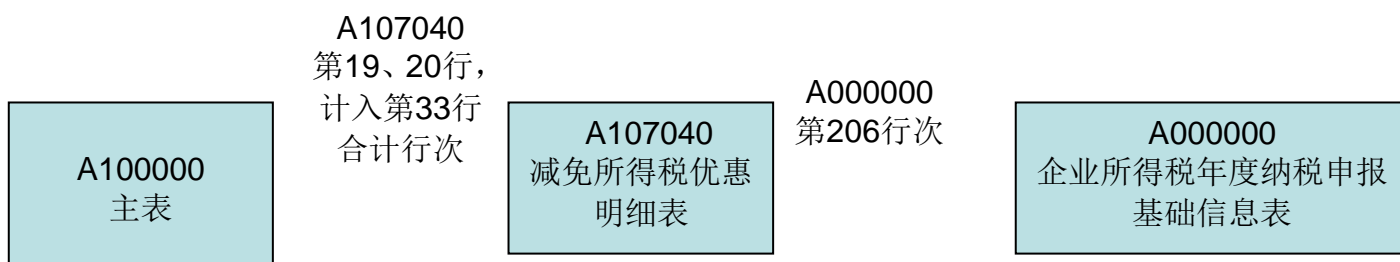 A100000
主表
A107040
第19、20行，
计入第33行
合计行次
A107040
减免所得税优惠
明细表
A000000
第206行次
A000000
企业所得税年度纳税申报
基础信息表